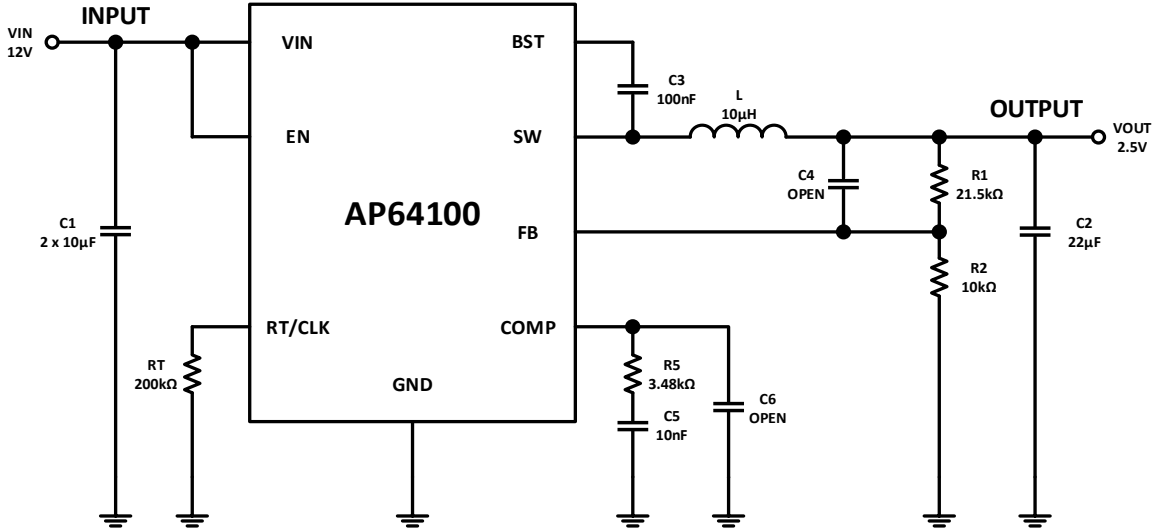 INPUT
VIN
12V
VIN
BST
C3
100nF
L
10µH
OUTPUT
VOUT
2.5V
EN
SW
C4
OPEN
R1
21.5kΩ
AP64100
C1
2 x 10µF
FB
C2
22µF
R2
10kΩ
RT/CLK
COMP
RT
200kΩ
R5
3.48kΩ
GND
C6
OPEN
C5
10nF